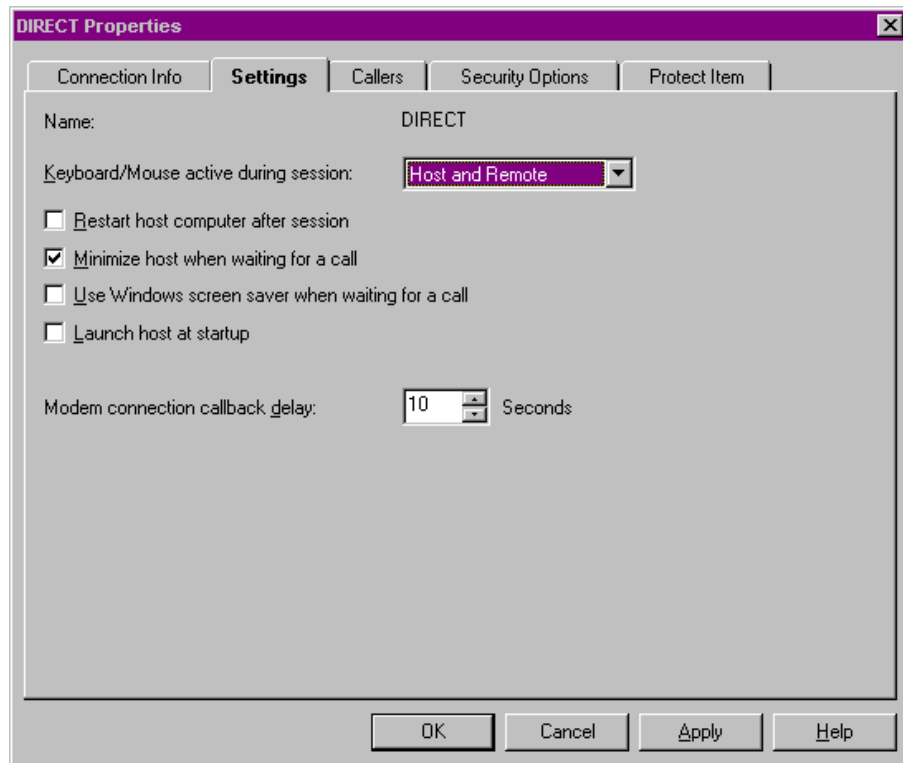 DIRECT Properties
Connection Info Settings Callers Security Options Protect Item
Name: DIRECT
Keyboard/Mouse active during session: Host and Remote
Restart host computer after session
Minimize host when waiting for a call
Use Windows screen saver when waiting for a call
Launch host at startup
Modem connection callback delay: 10 Seconds
OK Cancel Apply Help